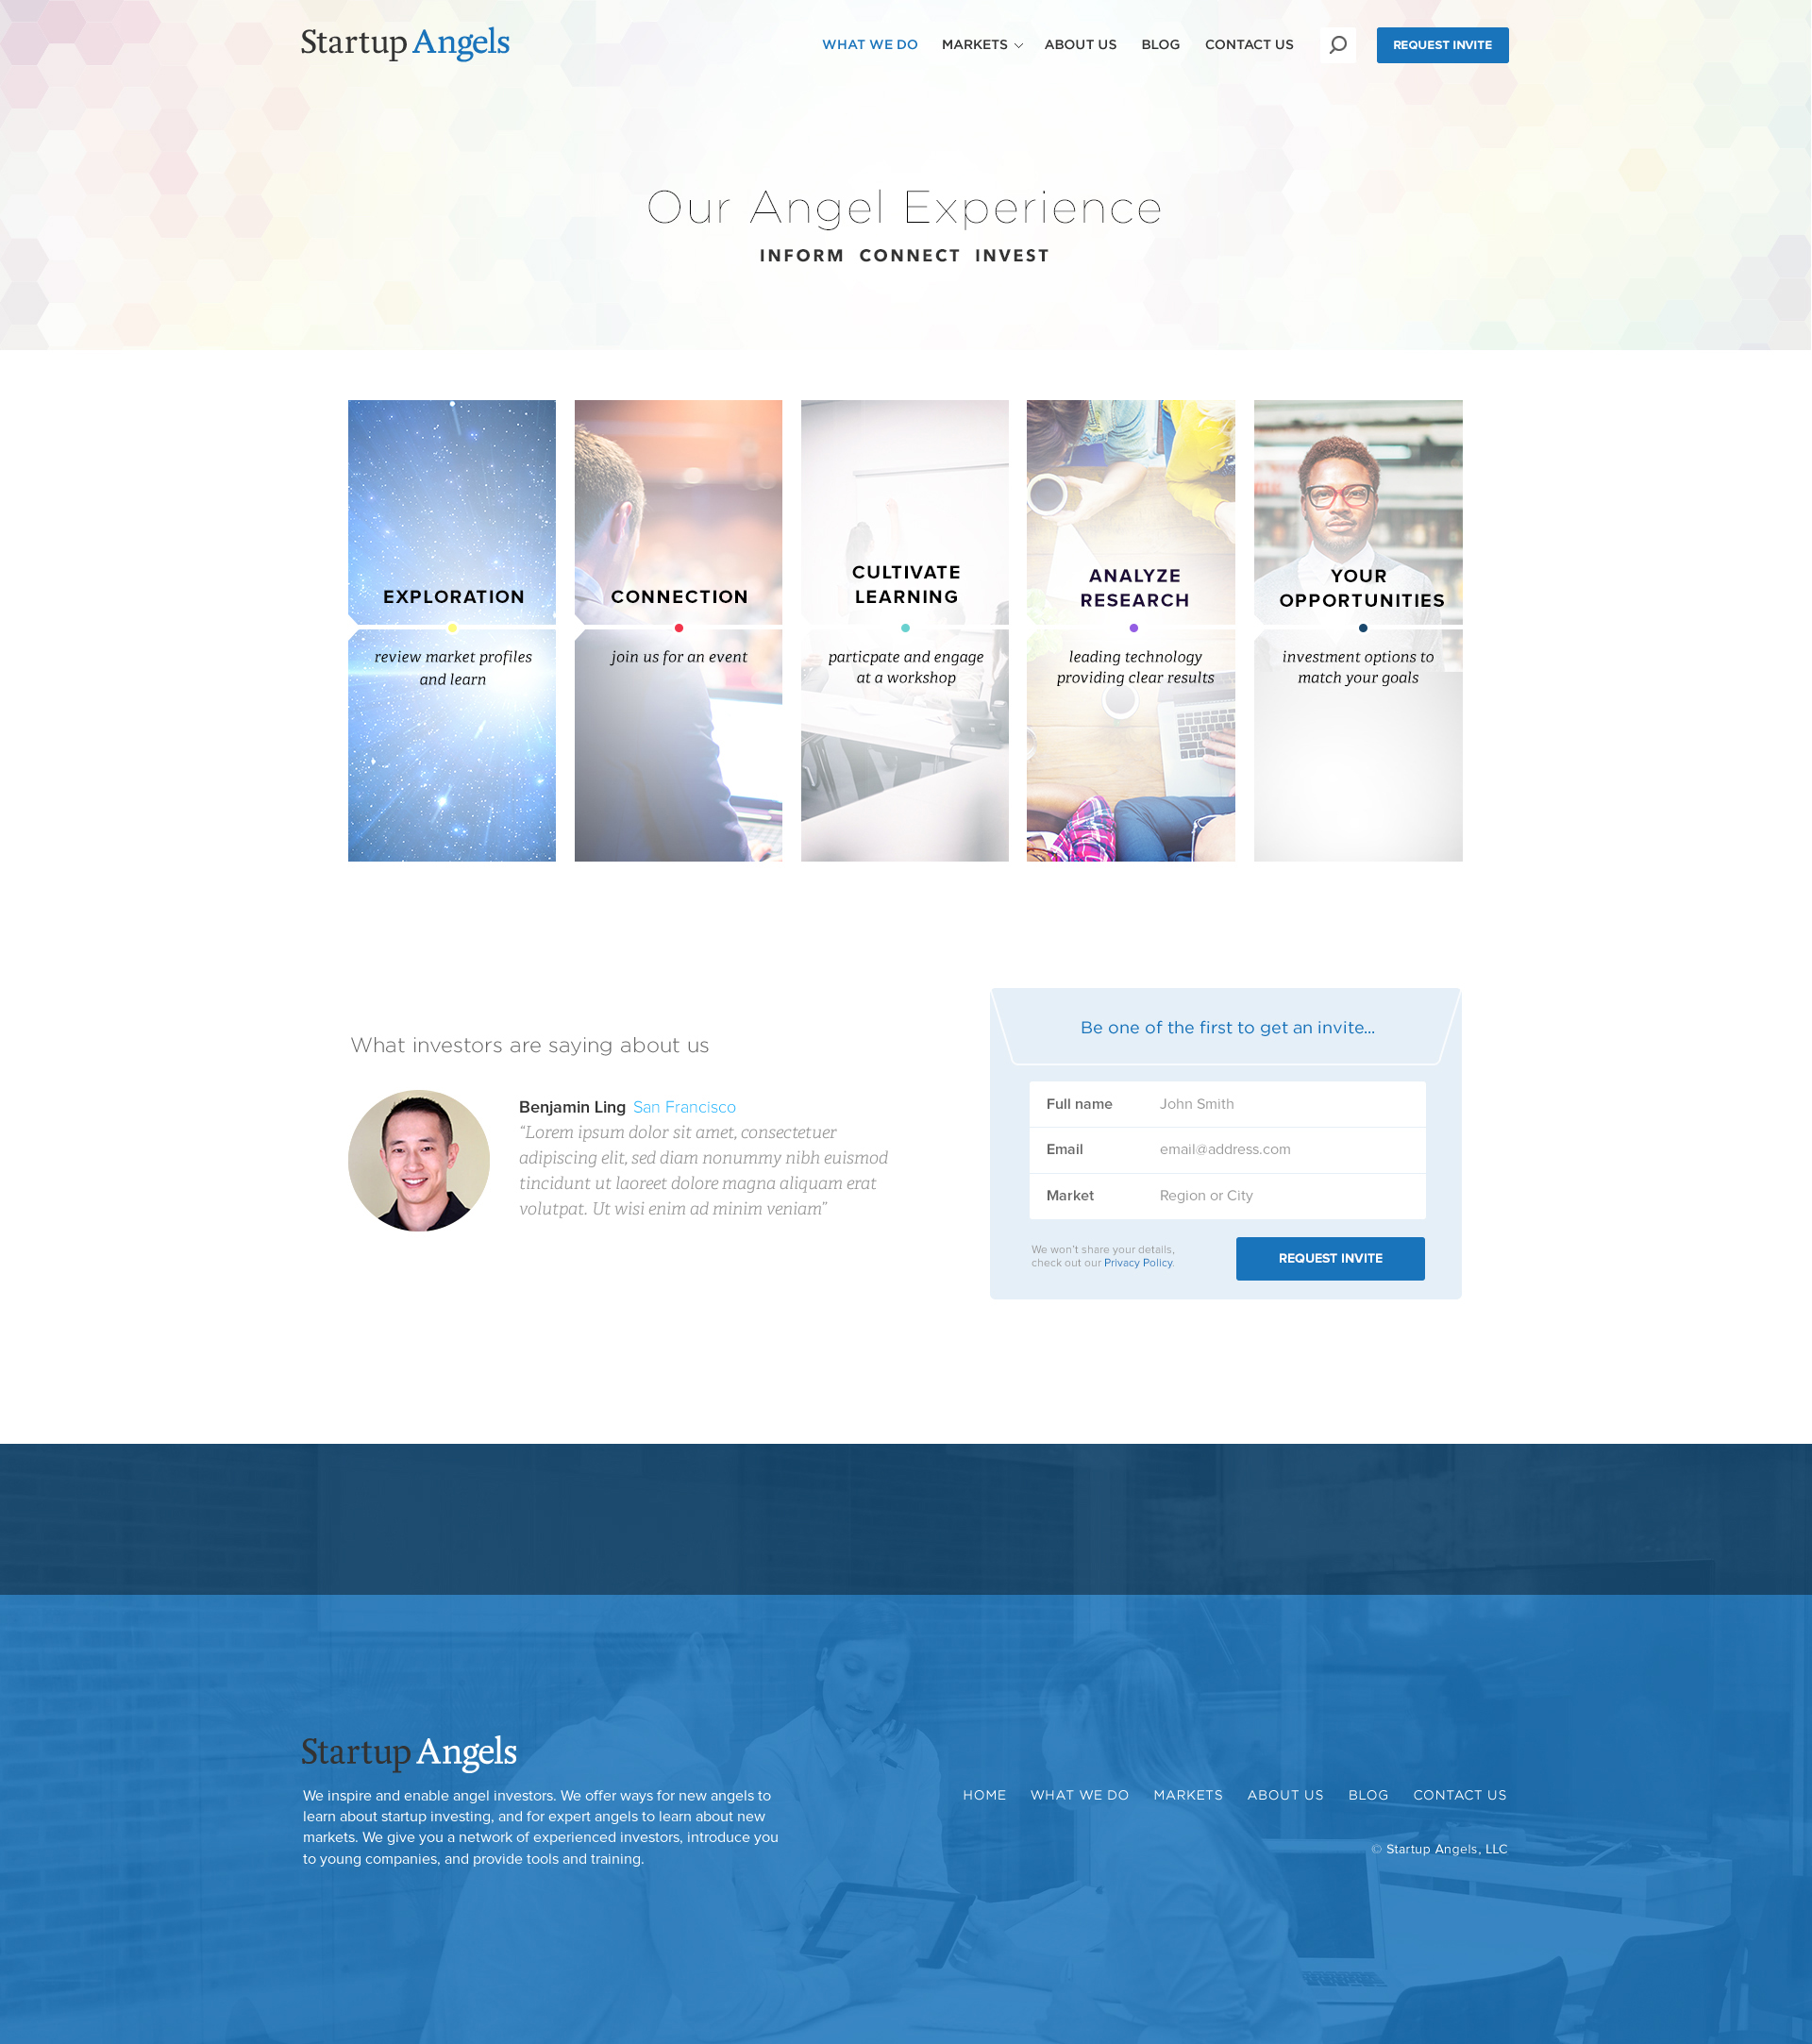 Startup Angels
WHAT WE DO
MARKETS
ABOUT US
BLOG
CONTACT US
REQUEST INVITE
Our Angel Experience
INFORM CONNECT INVEST
EXPLORATION
review market profiles
and learn
CONNECTION
join us for an event
CULTIVATE
LEARNING
particpate and engage
at a workshop
ANALYZE
RESEARCH
leading technology
providing clear results
YOUR
OPPORTUNITIES
investment options to
match your goals
What investors are saying about us
Benjamin Ling San Francisco
“Lorem ipsum dolor sit amet, consectetuer
adipiscing elit, sed diam nonummy nibh euismod
tincidunt ut laoreet dolore magna aliquam erat
volutpat. Ut wisi enim ad minim veniam”
Be one of the first to get an invite...
Full name John Smith
Email email@address.com
Market Region or City
We won't share your details,
check out our Privacy Policy.
REQUEST INVITE
Startup Angels
We inspire and enable angel investors. We offer ways for new angels to
learn about startup investing, and for expert angels to learn about new
markets. We give you a network of experienced investors, introduce you
to young companies, and provide tools and training.
HOME
WHAT WE DO
MARKETS
ABOUT US
BLOG
CONTACT US
© Startup Angels, LLC